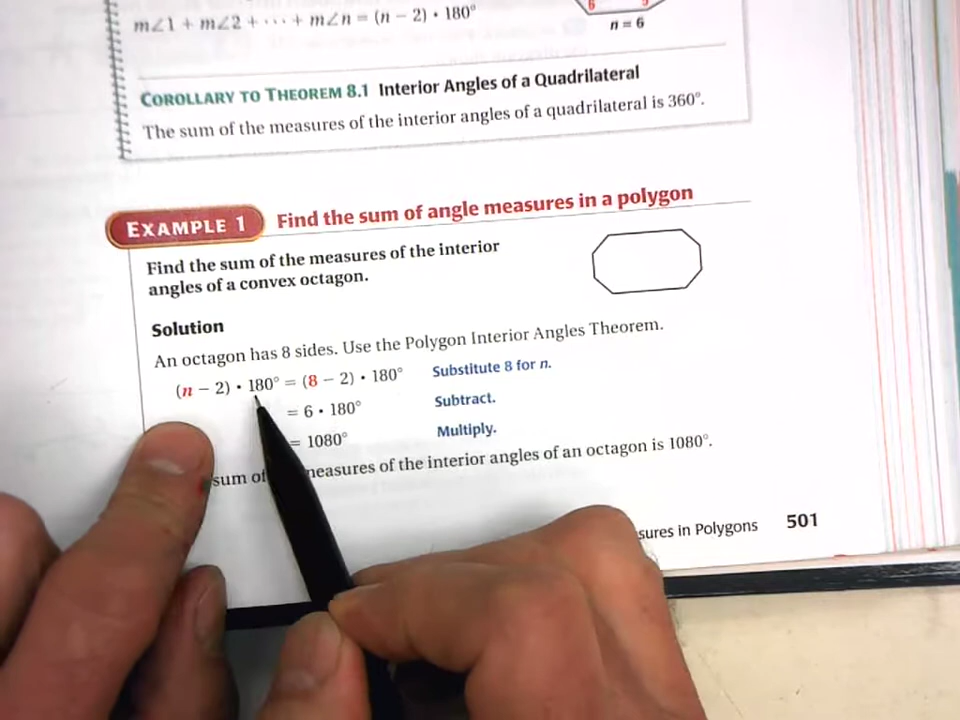 m∠1 + m∠2 + ··· + m∠n = (n − 2) · 180°
6
n = 6
COROLLARY TO THEOREM 8.1 Interior Angles of a Quadrilateral
The sum of the measures of the interior angles of a quadrilateral is 360°.
EXAMPLE 1 Find the sum of angle measures in a polygon
Find the sum of the measures of the interior
angles of a convex octagon.
Solution
An octagon has 8 sides. Use the Polygon Interior Angles Theorem.
(n − 2) · 180° = (8 − 2) · 180° Substitute 8 for n.
= 6 · 180° Subtract.
= 1080° Multiply.
sum of measures of the interior angles of an octagon is 1080°.
sures in Polygons 501